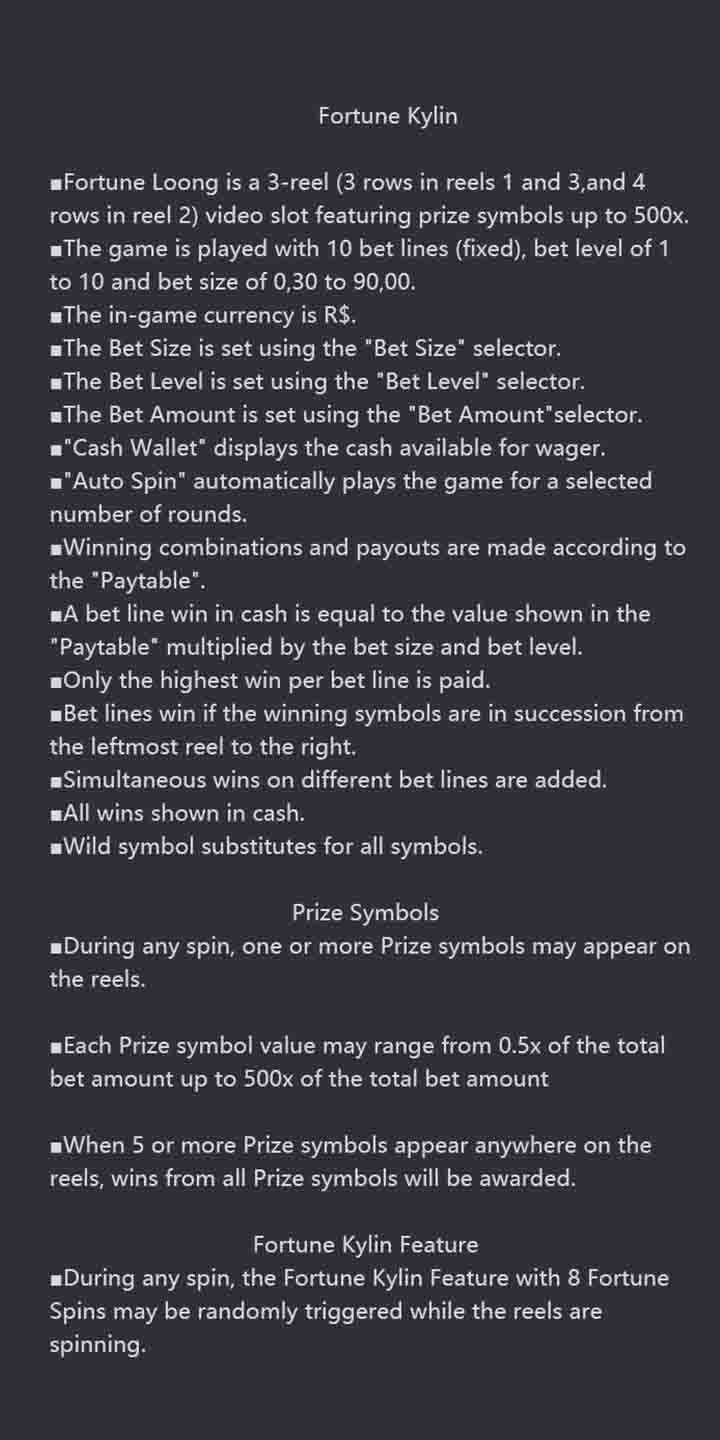 Fortune Kylin
▪Fortune Loong is a 3-reel (3 rows in reels 1 and 3,and 4
rows in reel 2) video slot featuring prize symbols up to 500x.
▪The game is played with 10 bet lines (fixed), bet level of 1
to 10 and bet size of 0,30 to 90,00.
▪The in-game currency is R$.
▪The Bet Size is set using the "Bet Size" selector.
▪The Bet Level is set using the "Bet Level" selector.
▪The Bet Amount is set using the "Bet Amount"selector.
▪"Cash Wallet" displays the cash available for wager.
▪"Auto Spin" automatically plays the game for a selected
number of rounds.
▪Winning combinations and payouts are made according to
the "Paytable".
▪A bet line win in cash is equal to the value shown in the
"Paytable" multiplied by the bet size and bet level.
▪Only the highest win per bet line is paid.
▪Bet lines win if the winning symbols are in succession from
the leftmost reel to the right.
▪Simultaneous wins on different bet lines are added.
▪All wins shown in cash.
▪Wild symbol substitutes for all symbols.
Prize Symbols
▪During any spin, one or more Prize symbols may appear on
the reels.
▪Each Prize symbol value may range from 0.5x of the total
bet amount up to 500x of the total bet amount
▪When 5 or more Prize symbols appear anywhere on the
reels, wins from all Prize symbols will be awarded.
Fortune Kylin Feature
▪During any spin, the Fortune Kylin Feature with 8 Fortune
Spins may be randomly triggered while the reels are
spinning.